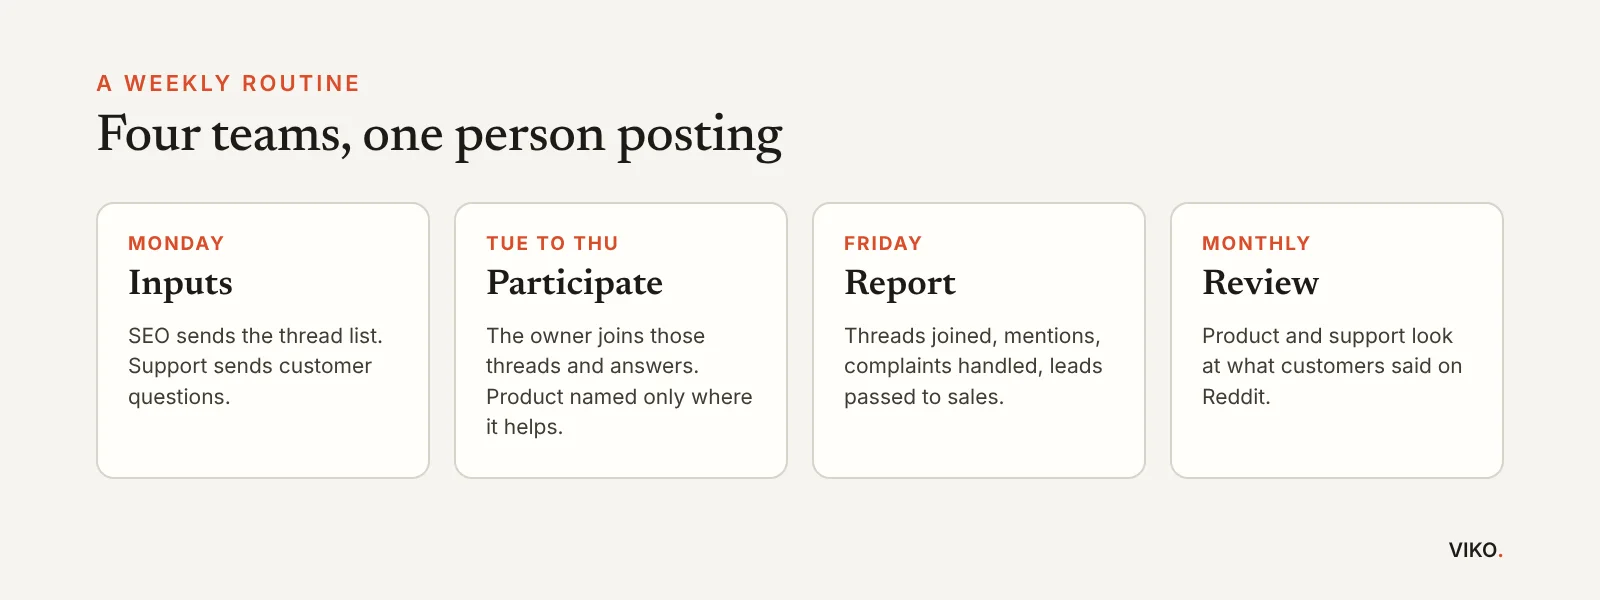 A WEEKLY ROUTINE
Four teams, one person posting
MONDAY
Inputs
SEO sends the thread list.
Support sends customer
questions.
TUE TO THU
Participate
The owner joins those
threads and answers.
Product named only where
it helps.
FRIDAY
Report
Threads joined, mentions,
complaints handled, leads
passed to sales.
MONTHLY
Review
Product and support look
at what customers said on
Reddit.
VIKO.